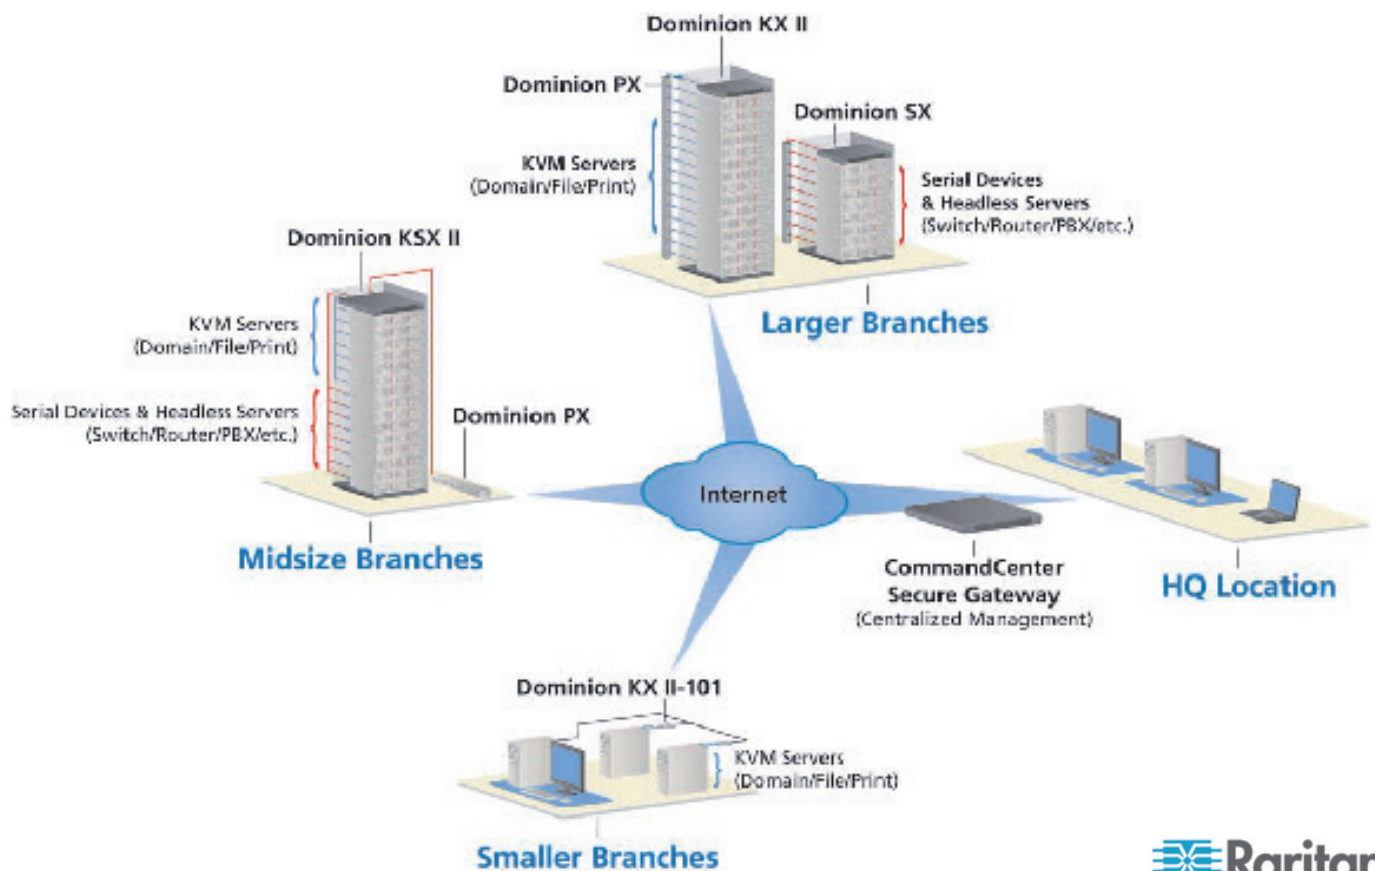 Dominion KX II
Dominion PX
Dominion SX
KVM Servers
(Domain/File/Print)
Serial Devices
& Headless Servers
(Switch/Router/PBX/etc.)
Larger Branches
Dominion KSX II
KVM Servers
(Domain/File/Print)
Serial Devices & Headless Servers
(Switch/Router/PBX/etc.)
Dominion PX
Midsize Branches
Internet
CommandCenter
Secure Gateway
(Centralized Management)
HQ Location
Dominion KX II-101
KVM Servers
(Domain/File/Print)
Smaller Branches
Raritan